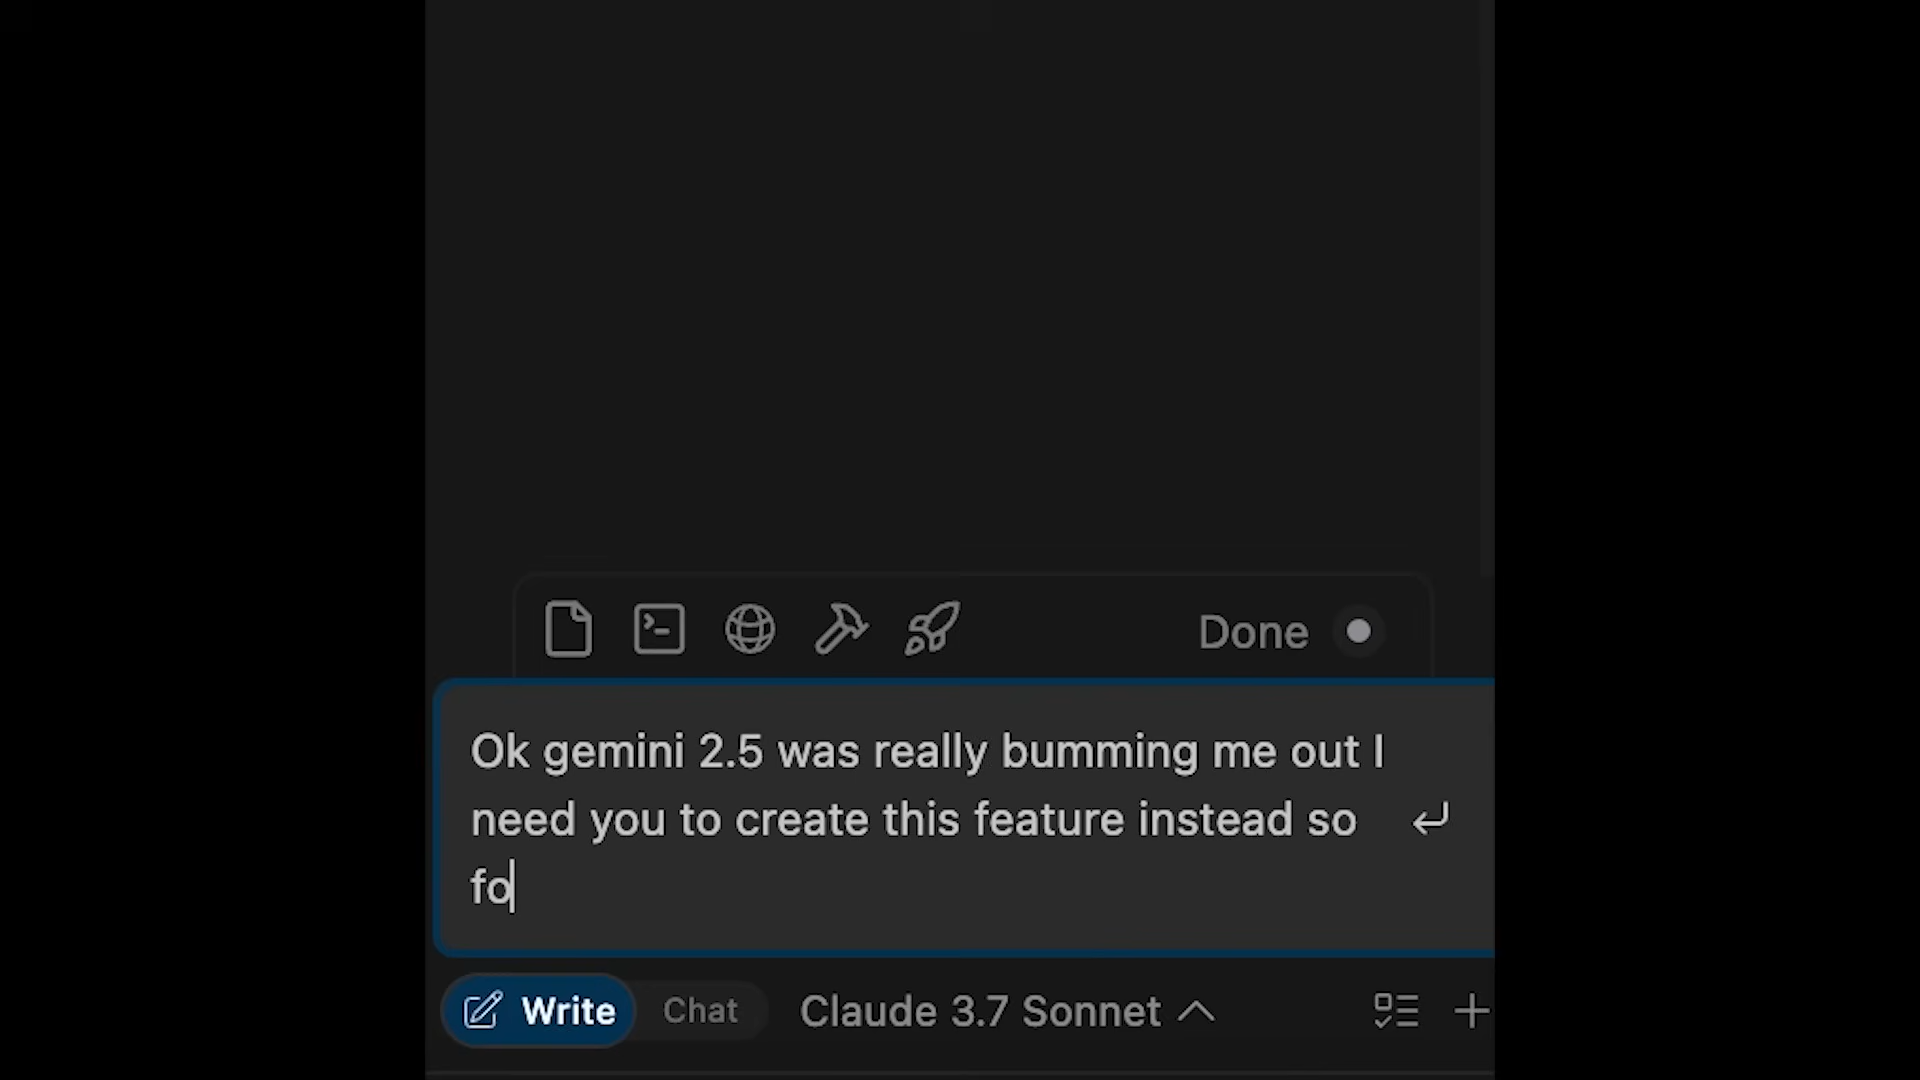 Done
Ok gemini 2.5 was really bumming me out I
need you to create this feature instead so
fo
Write Chat Claude 3.7 Sonnet